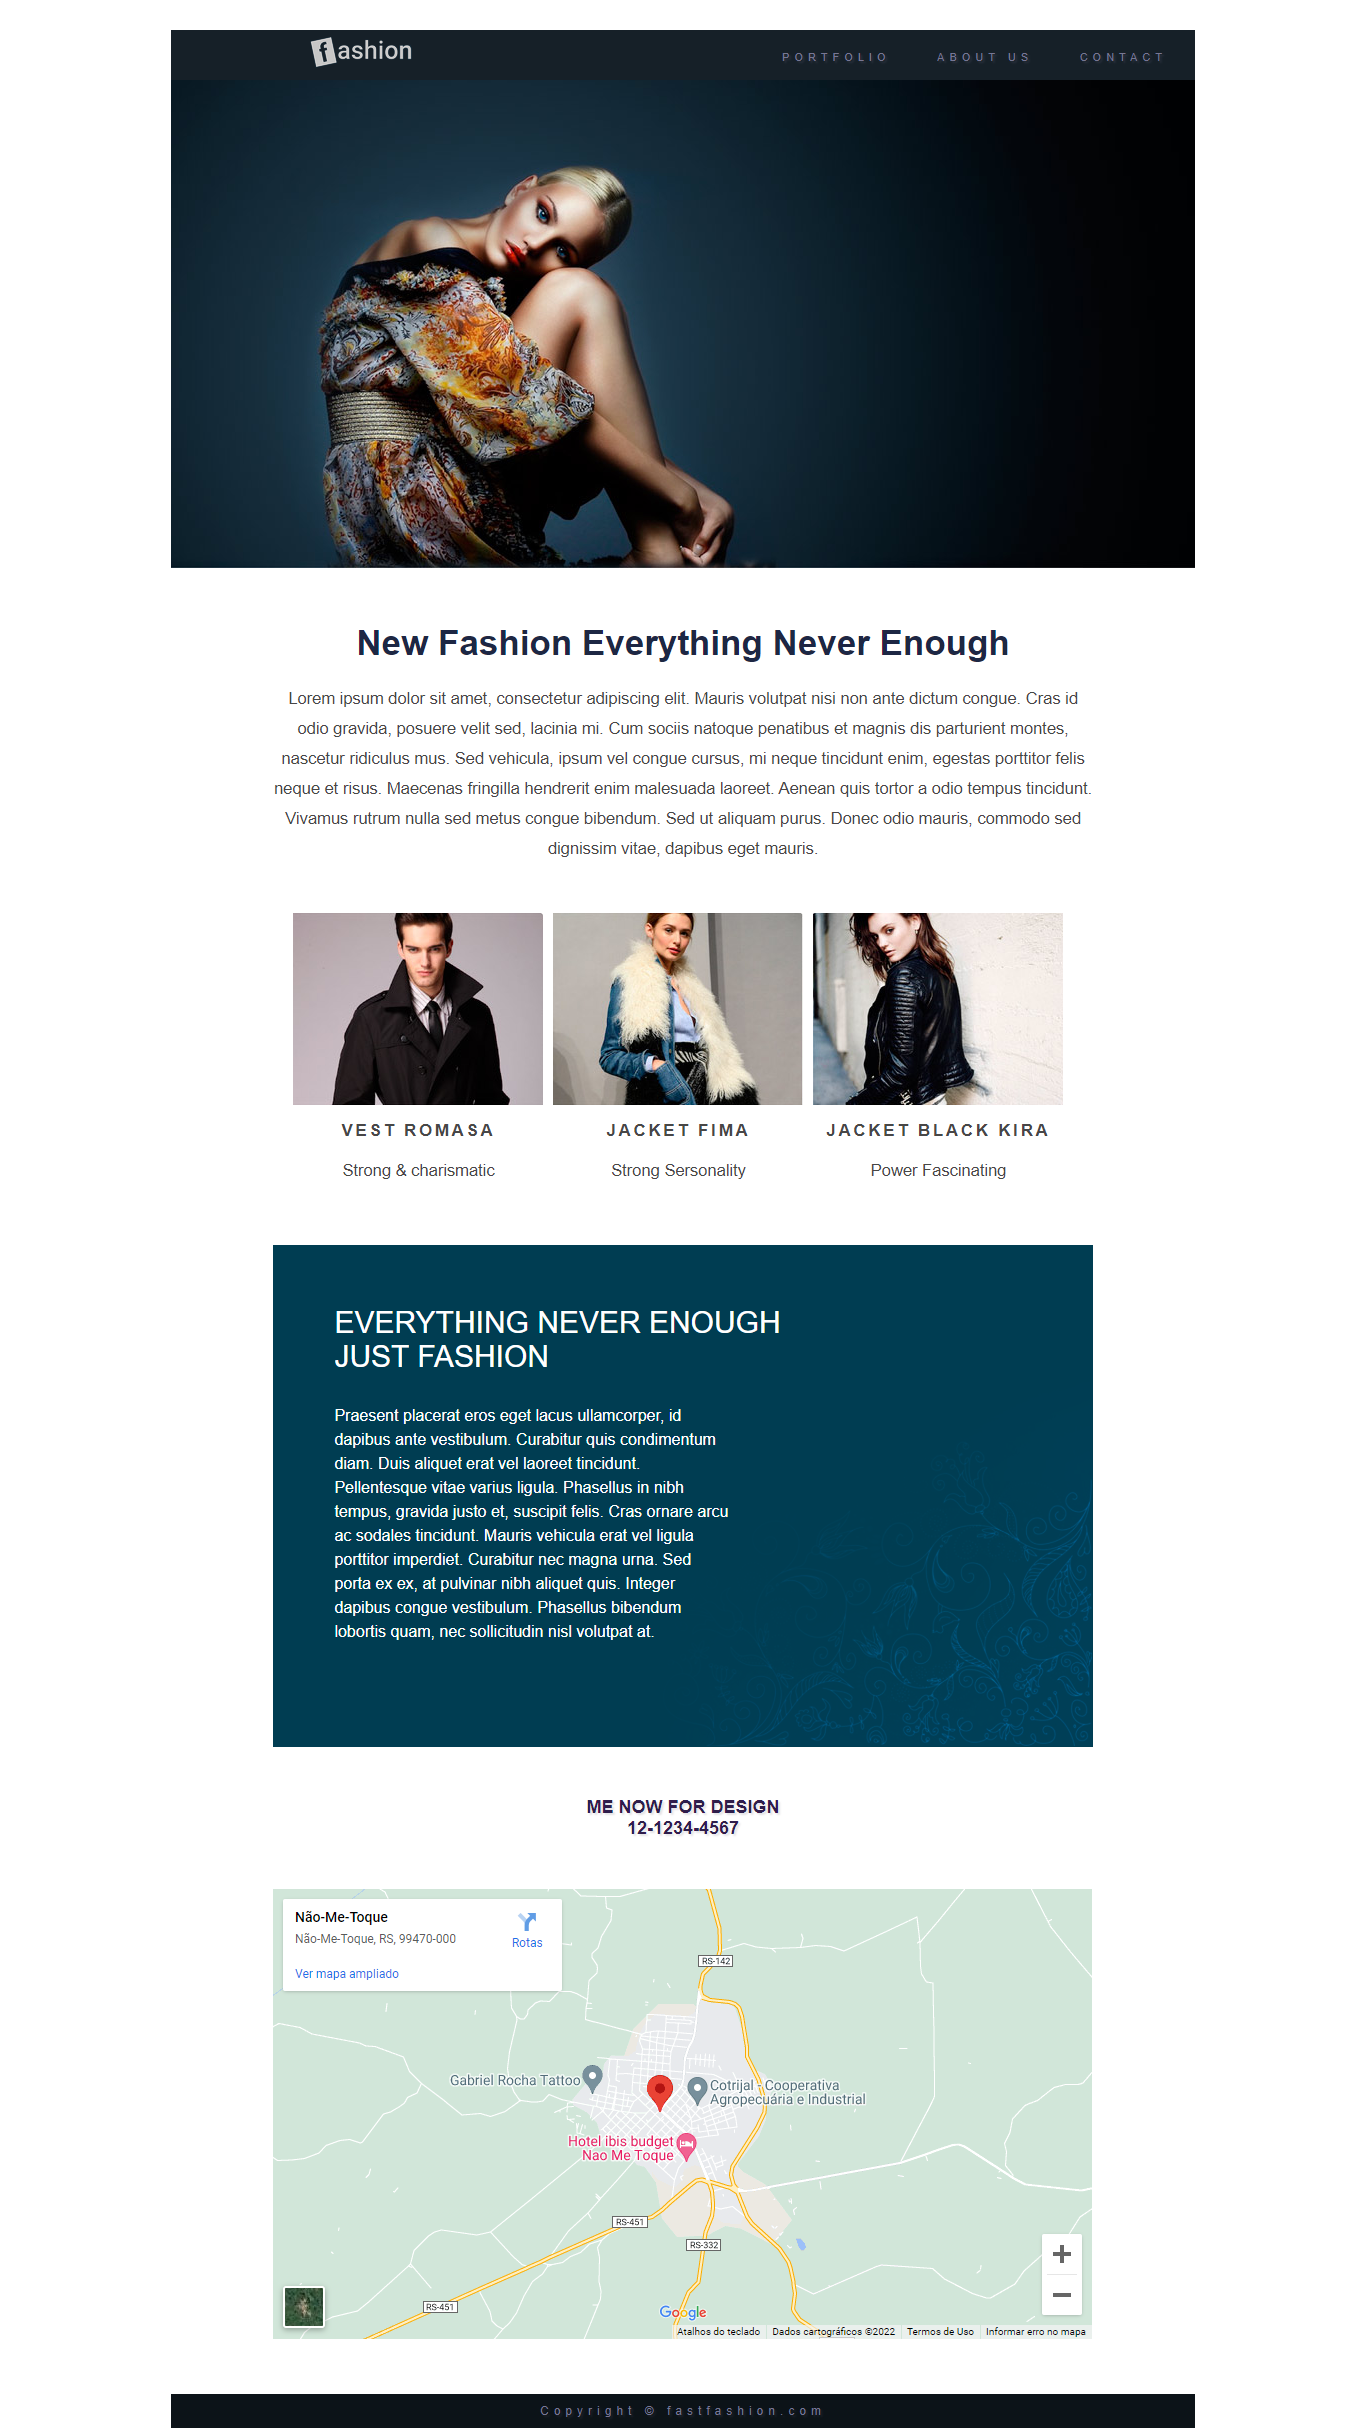 fashion
PORTFOLIO ABOUT US CONTACT
New Fashion Everything Never Enough
Lorem ipsum dolor sit amet, consectetur adipiscing elit. Mauris volutpat nisi non ante dictum congue. Cras id
odio gravida, posuere velit sed, lacinia mi. Cum sociis natoque penatibus et magnis dis parturient montes,
nascetur ridiculus mus. Sed vehicula, ipsum vel congue cursus, mi neque tincidunt enim, egestas porttitor felis
neque et risus. Maecenas fringilla hendrerit enim malesuada laoreet. Aenean quis tortor a odio tempus tincidunt.
Vivamus rutrum nulla sed metus congue bibendum. Sed ut aliquam purus. Donec odio mauris, commodo sed
dignissim vitae, dapibus eget mauris.
VEST ROMASA
Strong & charismatic
JACKET FIMA
Strong Sersonality
JACKET BLACK KIRA
Power Fascinating
EVERYTHING NEVER ENOUGH
JUST FASHION
Praesent placerat eros eget lacus ullamcorper, id
dapibus ante vestibulum. Curabitur quis condimentum
diam. Duis aliquet erat vel laoreet tincidunt.
Pellentesque vitae varius ligula. Phasellus in nibh
tempus, gravida justo et, suscipit felis. Cras ornare arcu
ac sodales tincidunt. Mauris vehicula erat vel ligula
porttitor imperdiet. Curabitur nec magna urna. Sed
porta ex ex, at pulvinar nibh aliquet quis. Integer
dapibus congue vestibulum. Phasellus bibendum
lobortis quam, nec sollicitudin nisl volutpat at.
ME NOW FOR DESIGN
12-1234-4567
Não-Me-Toque
Não-Me-Toque, RS, 99470-000
Rotas
Ver mapa ampliado
RS-142
Gabriel Rocha Tattoo
Cotrijal - Cooperativa
Agropecuária e Industrial
Hotel ibis budget
Nao Me Toque
RS-451
RS-332
RS-451
Google
Atalhos do teclado Dados cartográficos ©2022 Termos de Uso Informar erro no mapa
Copyright © fastfashion.com